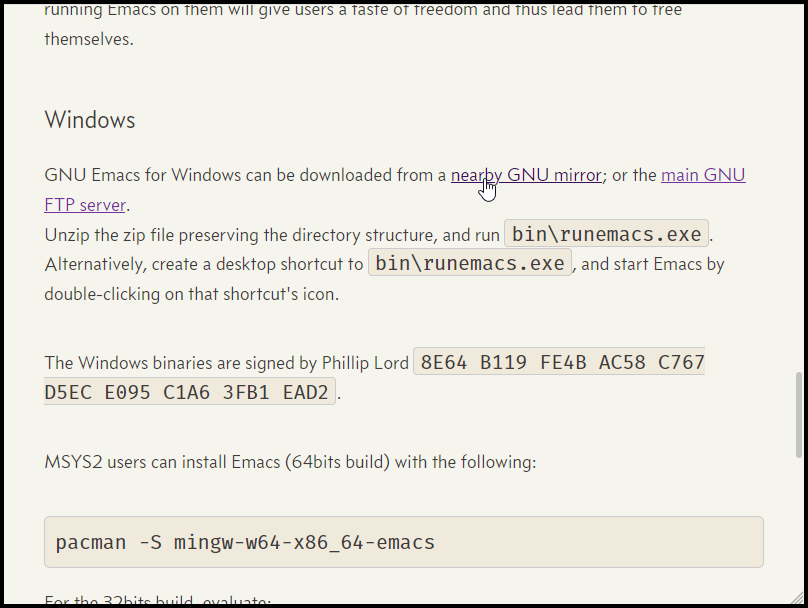 running Emacs on them will give users a taste of freedom and thus lead them to free
themselves.
Windows
GNU Emacs for Windows can be downloaded from a nearby GNU mirror; or the main GNU
FTP server.
Unzip the zip file preserving the directory structure, and run bin\runemacs.exe.
Alternatively, create a desktop shortcut to bin\runemacs.exe, and start Emacs by
double-clicking on that shortcut's icon.
The Windows binaries are signed by Phillip Lord 8E64 B119 FE4B AC58 C767
D5EC E095 C1A6 3FB1 EAD2.
MSYS2 users can install Emacs (64bits build) with the following:
pacman -S mingw-w64-x86_64-emacs
For the 32bits build, evaluate: